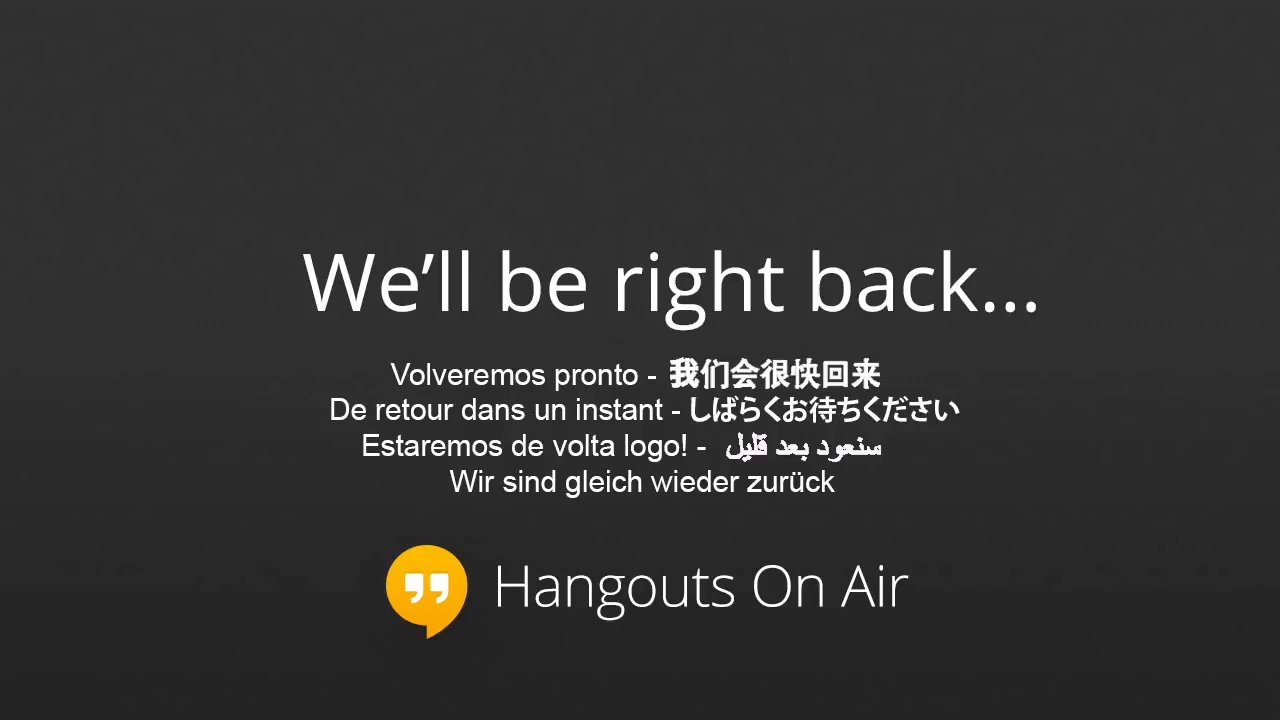 We’ll be right back...
Volveremos pronto - 我们会很快回来
De retour dans un instant - しばらくお待ちください
Estaremos de volta logo! - سنعود بعد قليل
Wir sind gleich wieder zurück
Hangouts On Air